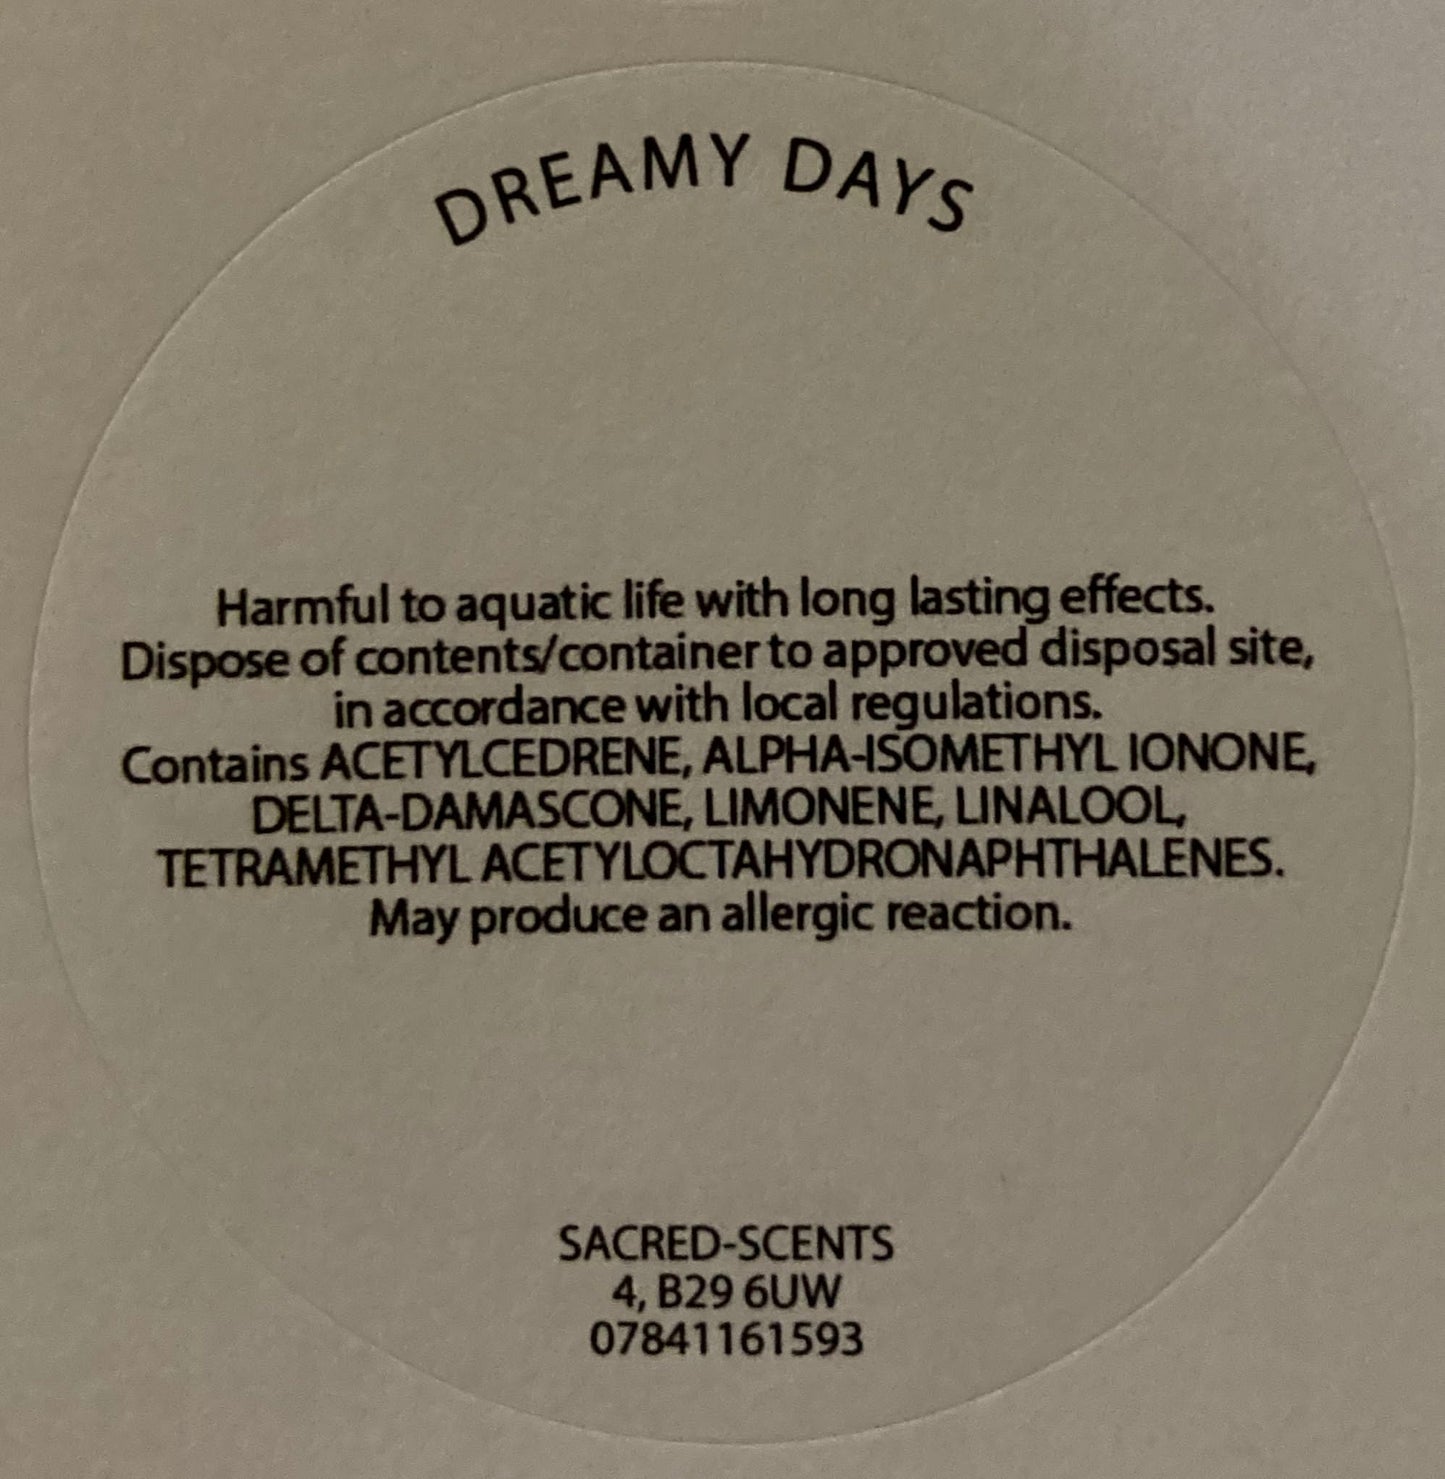 DREAMY DAYS
Harmful to aquatic life with long lasting effects.
Dispose of contents/container to approved disposal site,
in accordance with local regulations.
Contains ACETYLCEDRENE, ALPHA-ISOMETHYL IONONE,
DELTA-DAMASCONE, LIMONENE, LINALOOL,
TETRAMETHYL ACETYLOCTAHYDRONAPHTHALENES.
May produce an allergic reaction.
SACRED-SCENTS
4, B29 6UW
07841161593